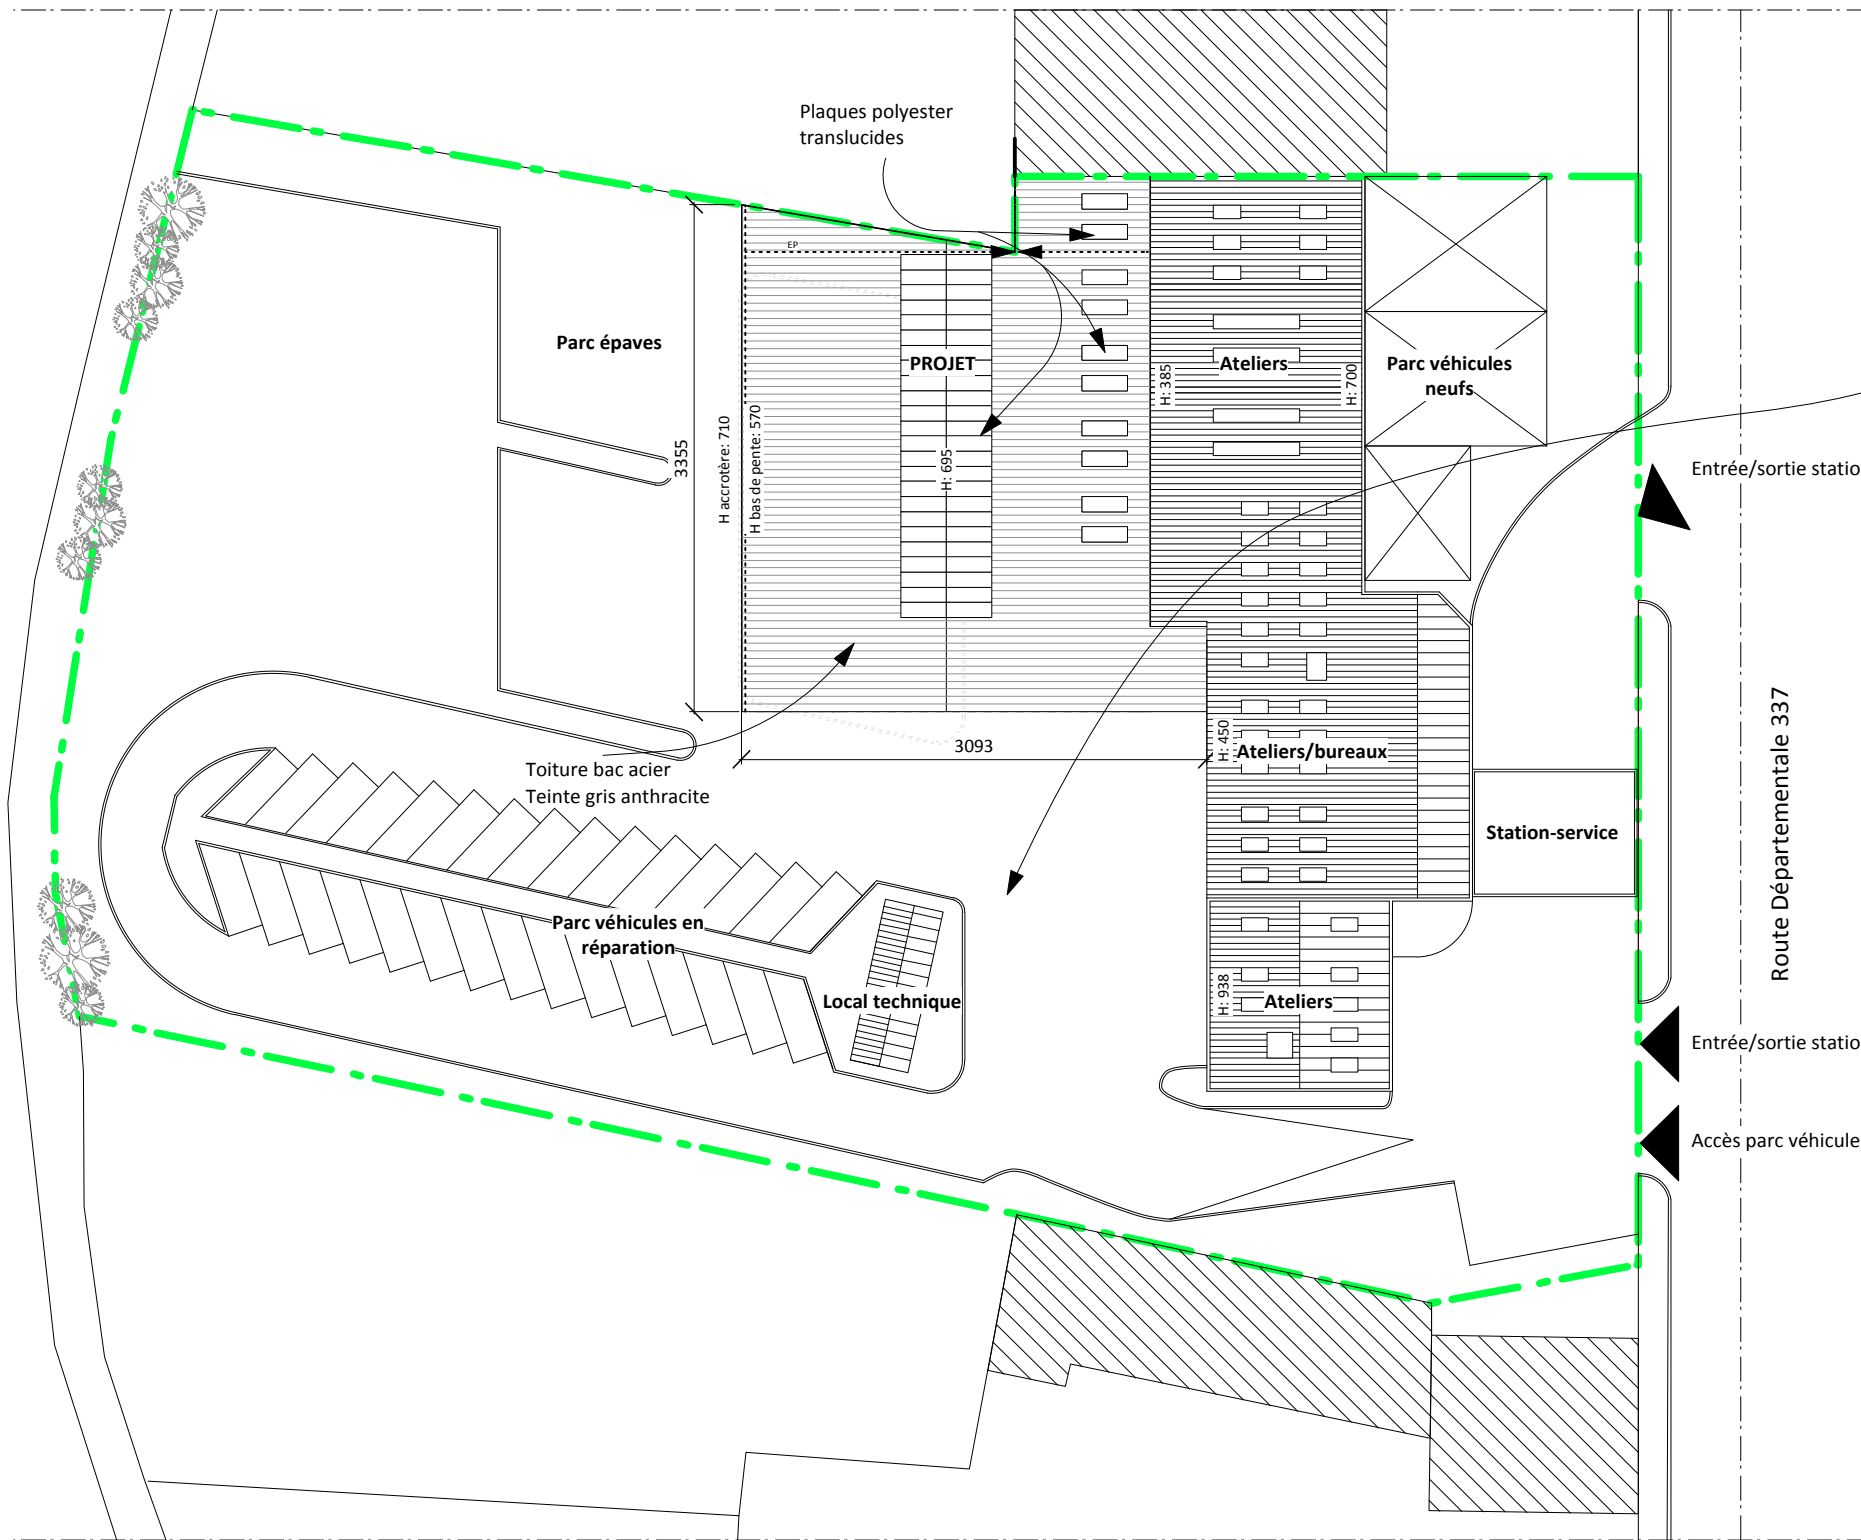 Plaques polyester
translucides
EP
Parc épaves
PROJET
Ateliers
Parc véhicules
neufs
H: 385
H: 700
3355
H accrotère: 710
H bas de pente: 570
H: 695
Entrée/sortie statio
Toiture bac acier
Teinte gris anthracite
3093
H: 450
Ateliers/bureaux
Station-service
Route Départementale 337
Parc véhicules en
réparation
Local technique
H: 938
Ateliers
Entrée/sortie statio
Accès parc véhicule